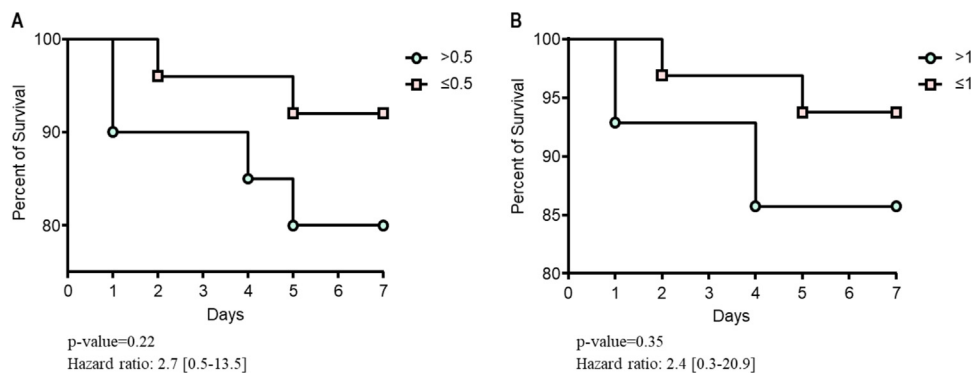 A
100
90
80
Percent of Survival
0 1 2 3 4 5 6 7
Days
>0.5
≤0.5
p-value=0.22
Hazard ratio: 2.7 [0.5-13.5]
B
100
95
90
85
80
Percent of Survival
0 1 2 3 4 5 6 7
Days
>1
≤1
p-value=0.35
Hazard ratio: 2.4 [0.3-20.9]